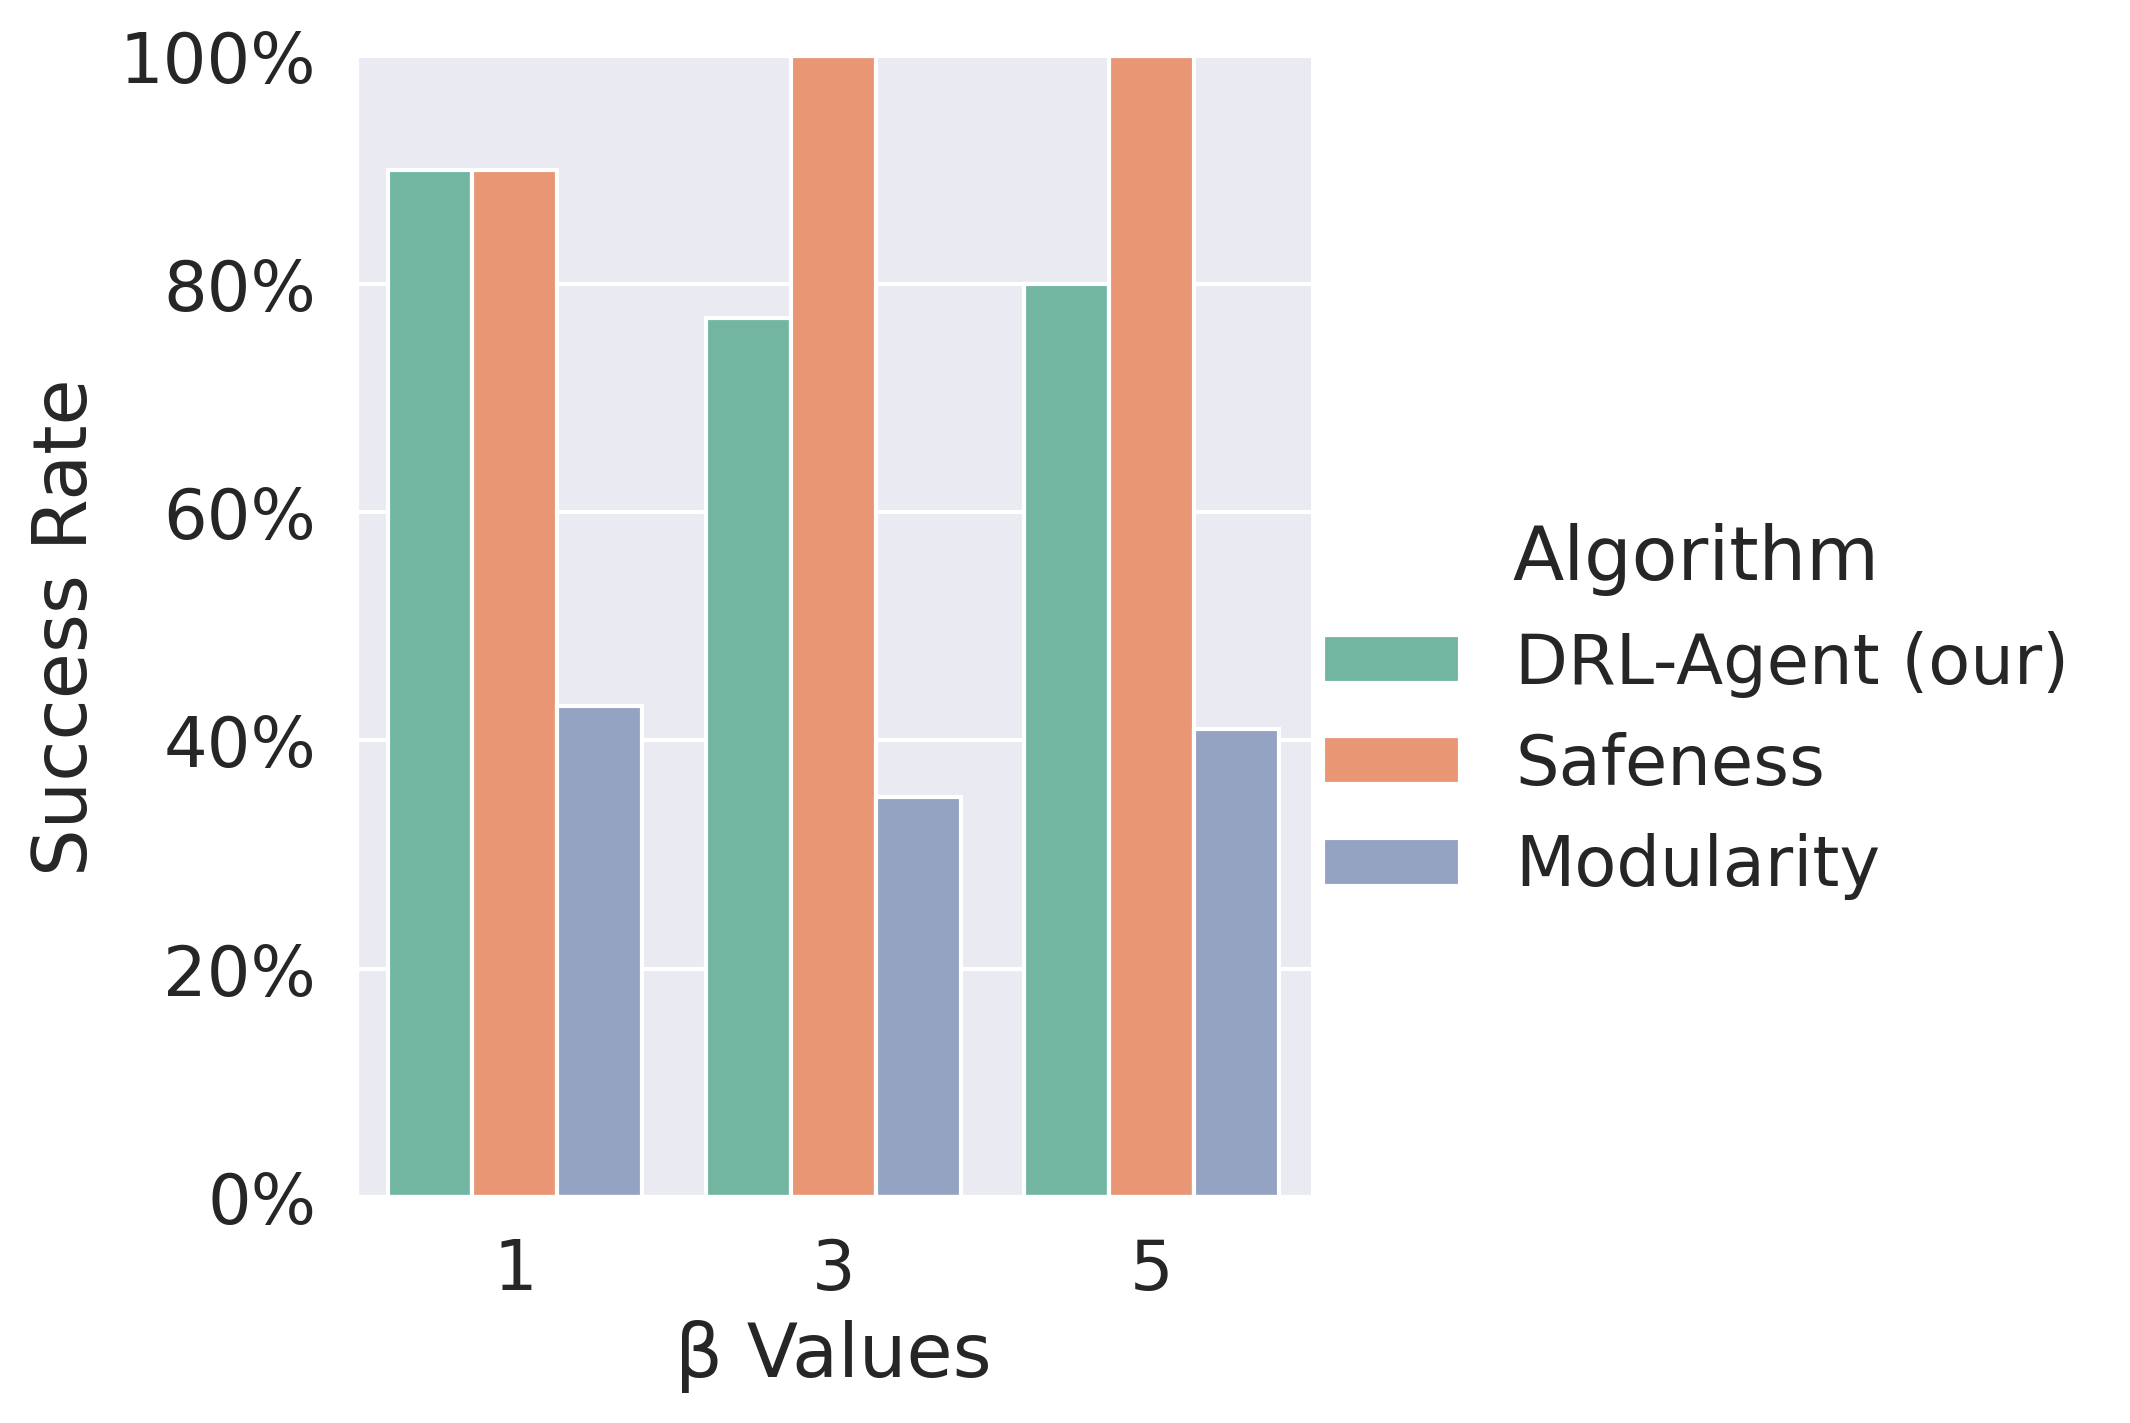 100%
80%
60%
40%
20%
0%
Success Rate
1 3 5
β Values
Algorithm
DRL-Agent (our)
Safeness
Modularity